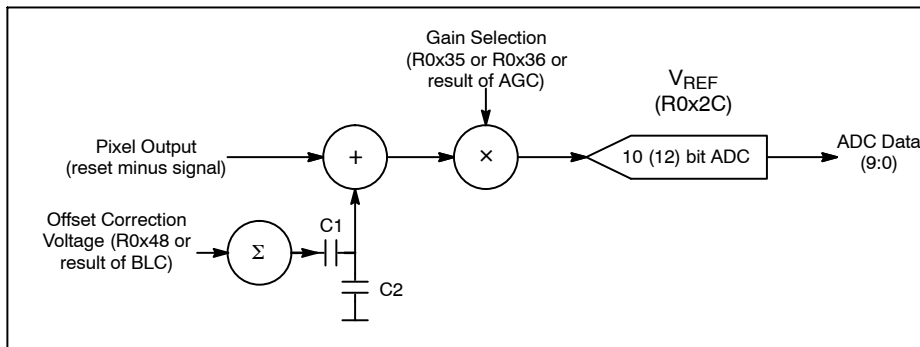 Gain Selection
(R0x35 or R0x36 or
result of AGC)
VREF
(R0x2C)
Pixel Output
(reset minus signal)
+
×
10 (12) bit ADC
ADC Data
(9:0)
Offset Correction
Voltage (R0x48 or
result of BLC)
Σ
C1
C2